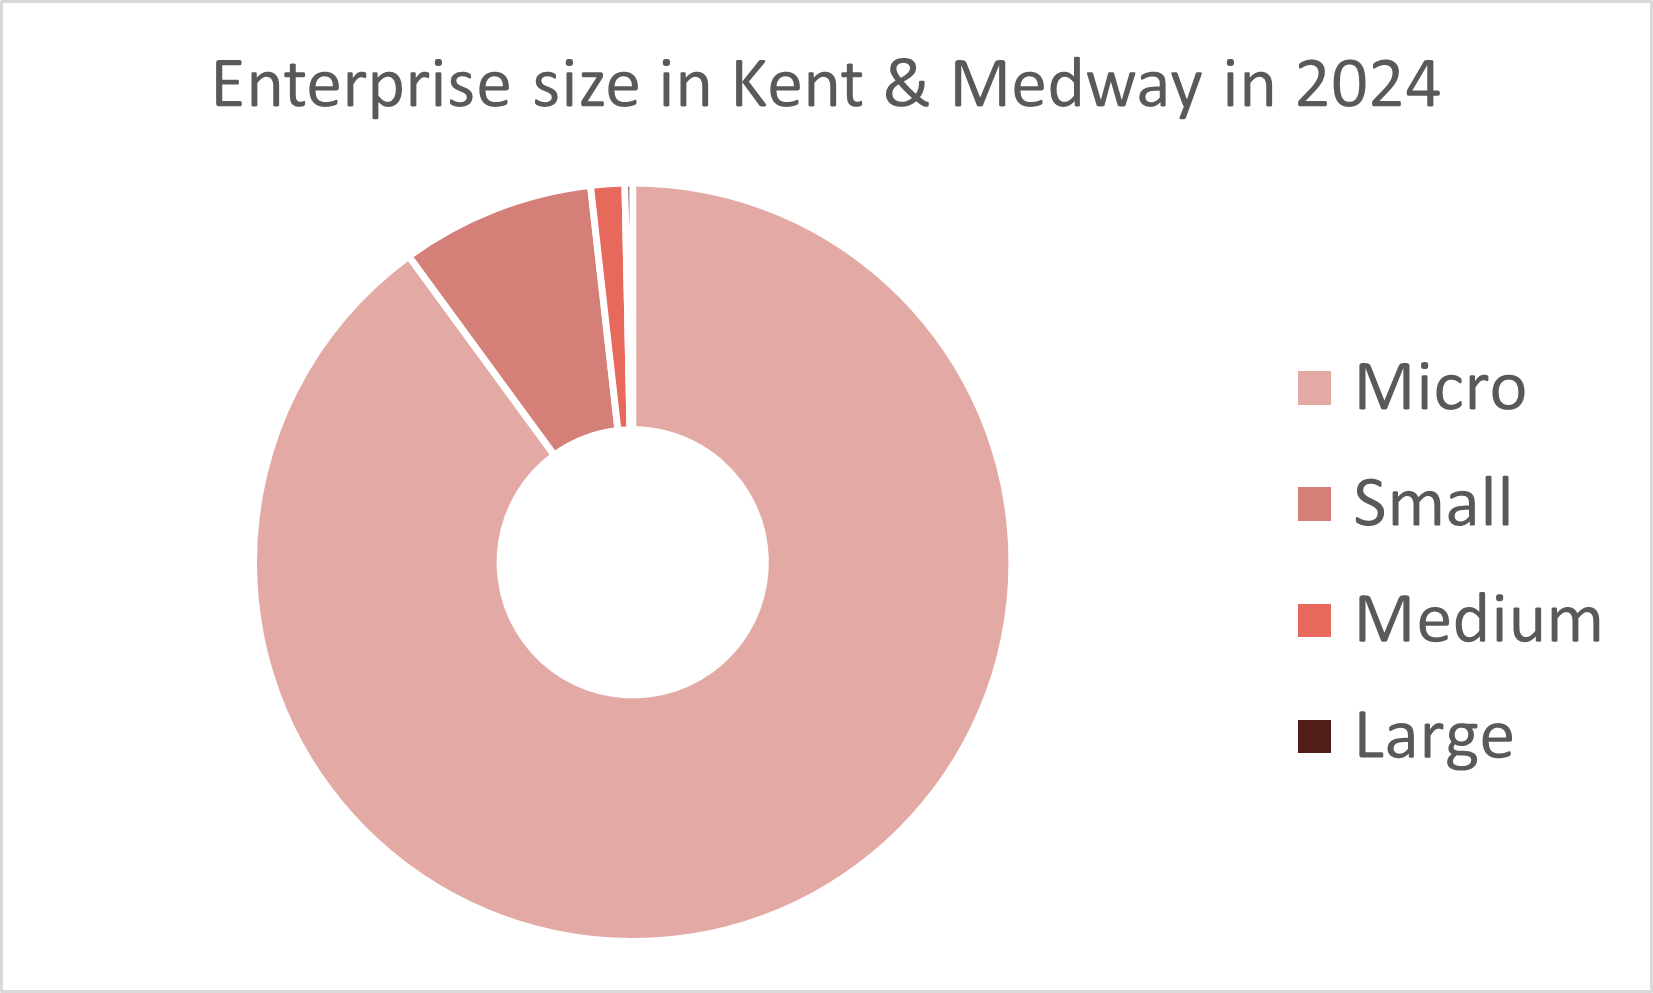 Enterprise size in Kent & Medway in 2024
Micro
Small
Medium
Large